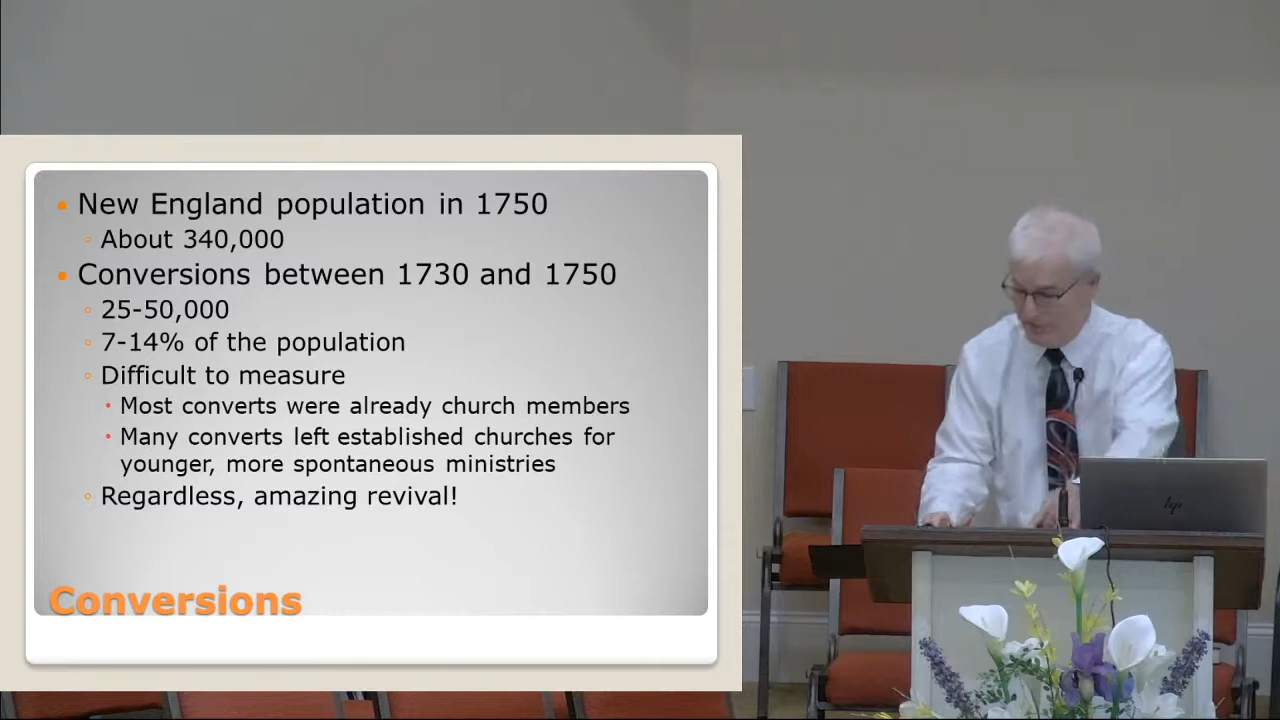 New England population in 1750
About 340,000
Conversions between 1730 and 1750
25-50,000
7-14% of the population
Difficult to measure
Most converts were already church members
Many converts left established churches for
younger, more spontaneous ministries
Regardless, amazing revival!
Conversions
hp